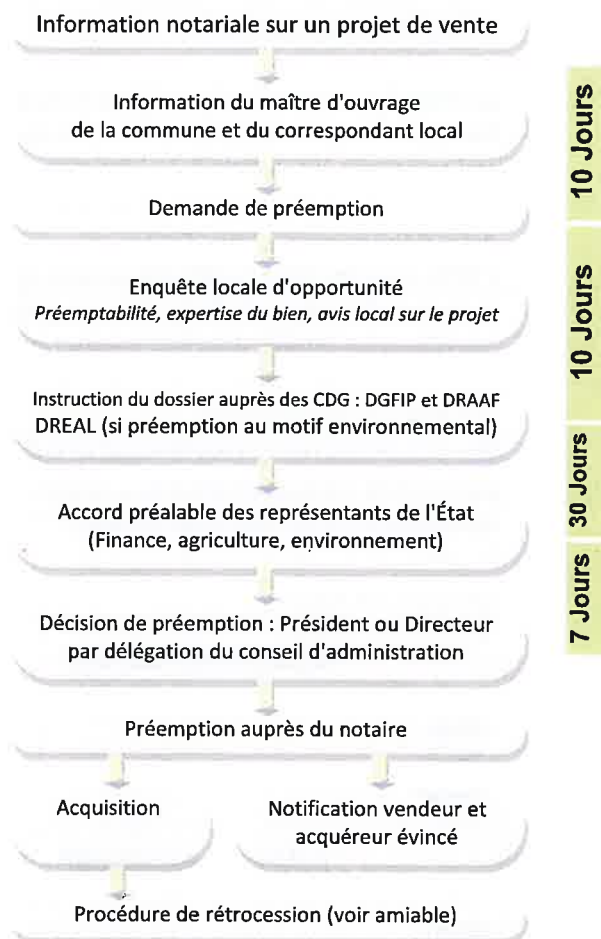 Information notariale sur un projet de vente
Information du maître d'ouvrage
de la commune et du correspondant local
Demande de préemption
Enquête locale d'opportunité
Préemptabilité, expertise du bien, avis local sur le projet
Instruction du dossier auprès des CDG : DGFIP et DRAAF
DREAL (si préemption au motif environnemental)
Accord préalable des représentants de l'État
(Finance, agriculture, environnement)
Décision de préemption : Président ou Directeur
par délégation du conseil d'administration
Préemption auprès du notaire
Acquisition
Notification vendeur et
acquéreur évincé
Procédure de rétrocession (voir amiable)
10 Jours
10 Jours
30 Jours
7 Jours